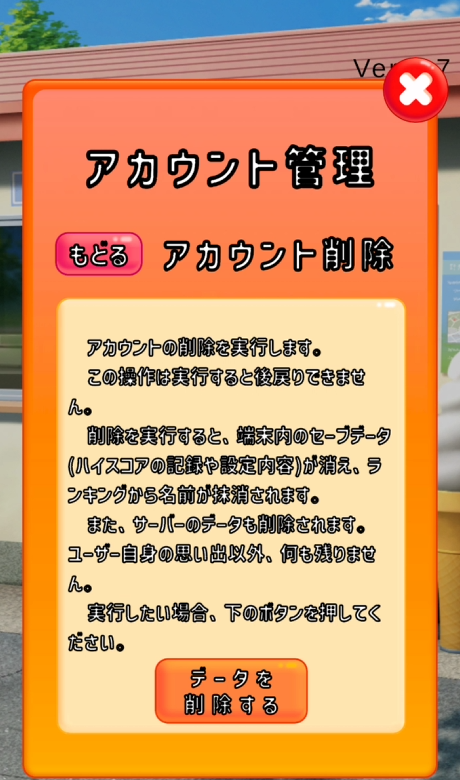 アカウント管理
もどる
アカウント削除
アカウントの削除を実行します。
この操作は実行すると後戻りできませ
ん。
削除を実行すると、端末内のセーブデータ
(ハイスコアの記録や設定内容)が消え、ラ
ンキングから名前が抹消されます。
また、サーバーのデータも削除されます。
ユーザー自身の思い出以外、何も残りませ
ん。
実行したい場合、下のボタンを押してく
ださい。
データを
削除する